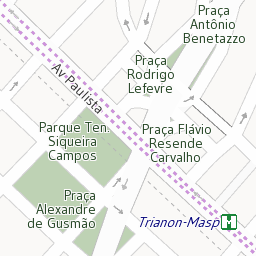 Praça
Antônio
Benetazzo
Praça
Rodrigo
Lefevre
Av Paulista
Parque Ten.
Siqueira
Campos
Praça Flávio
Resende
Carvalho
Praça
Alexandre
de Gusmão
Trianon-Masp
M